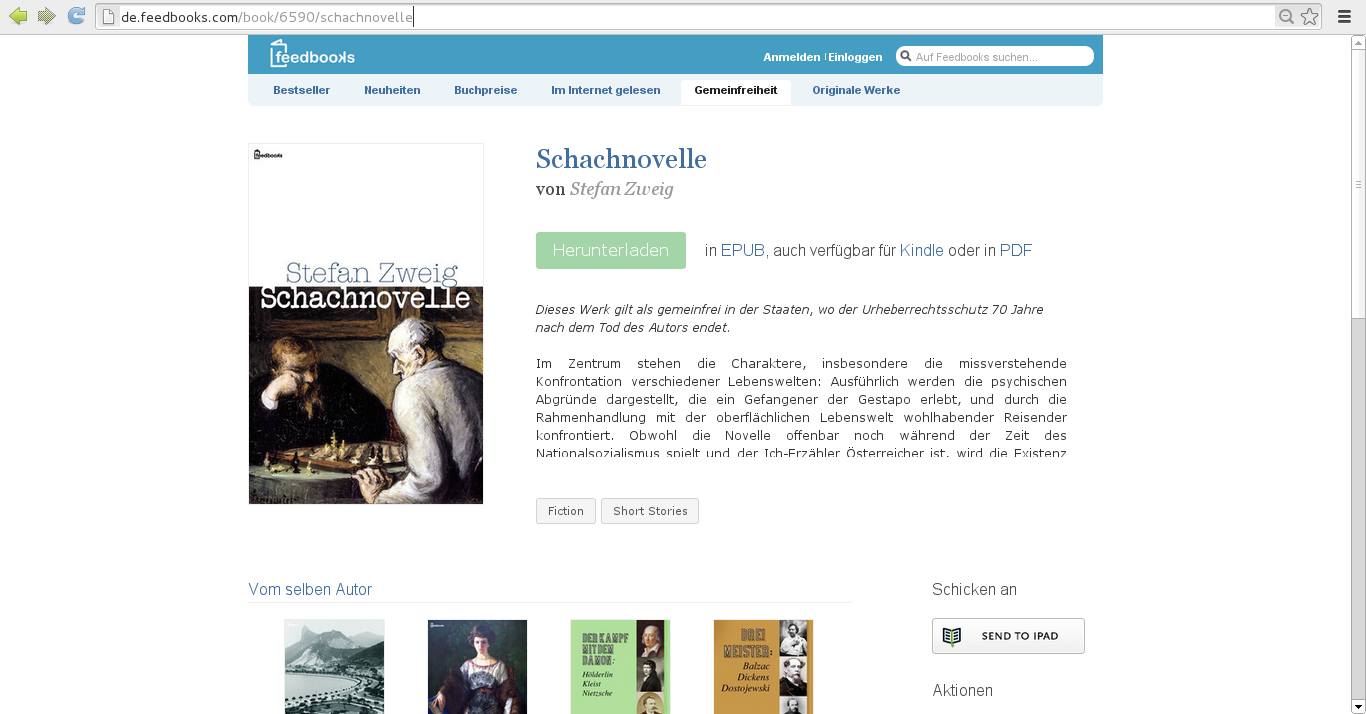 de.feedbooks.com/book/6590/schachnovelle
feedbooks
Anmelden | Einloggen
Auf Feedbooks suchen...
Bestseller
Neuheiten
Buchpreise
Im Internet gelesen
Gemeinfreiheit
Originale Werke
feedbooks
Stefan Zweig
Schachnovelle
Schachnovelle
von Stefan Zweig
Herunterladen
in EPUB, auch verfügbar für Kindle oder in PDF
Dieses Werk gilt als gemeinfrei in der Staaten, wo der Urheberrechtsschutz 70 Jahre
nach dem Tod des Autors endet.
Im Zentrum stehen die Charaktere, insbesondere die missverstehende
Konfrontation verschiedener Lebenswelten: Ausführlich werden die psychischen
Abgründe dargestellt, die ein Gefangener der Gestapo erlebt, und durch die
Rahmenhandlung mit der oberflächlichen Lebenswelt wohlhabender Reisender
konfrontiert. Obwohl die Novelle offenbar noch während der Zeit des
Nationalsozialismus spielt und der Ich-Erzähler Österreicher ist, wird die Existenz
Fiction
Short Stories
Vom selben Autor
DER KAMPF
MIT DEM
DÄMON:
Hölderlin
Kleist
Nietzsche
DREI
MEISTER:
Balzac
Dickens
Dostojewski
Schicken an
SEND TO IPAD
Aktionen